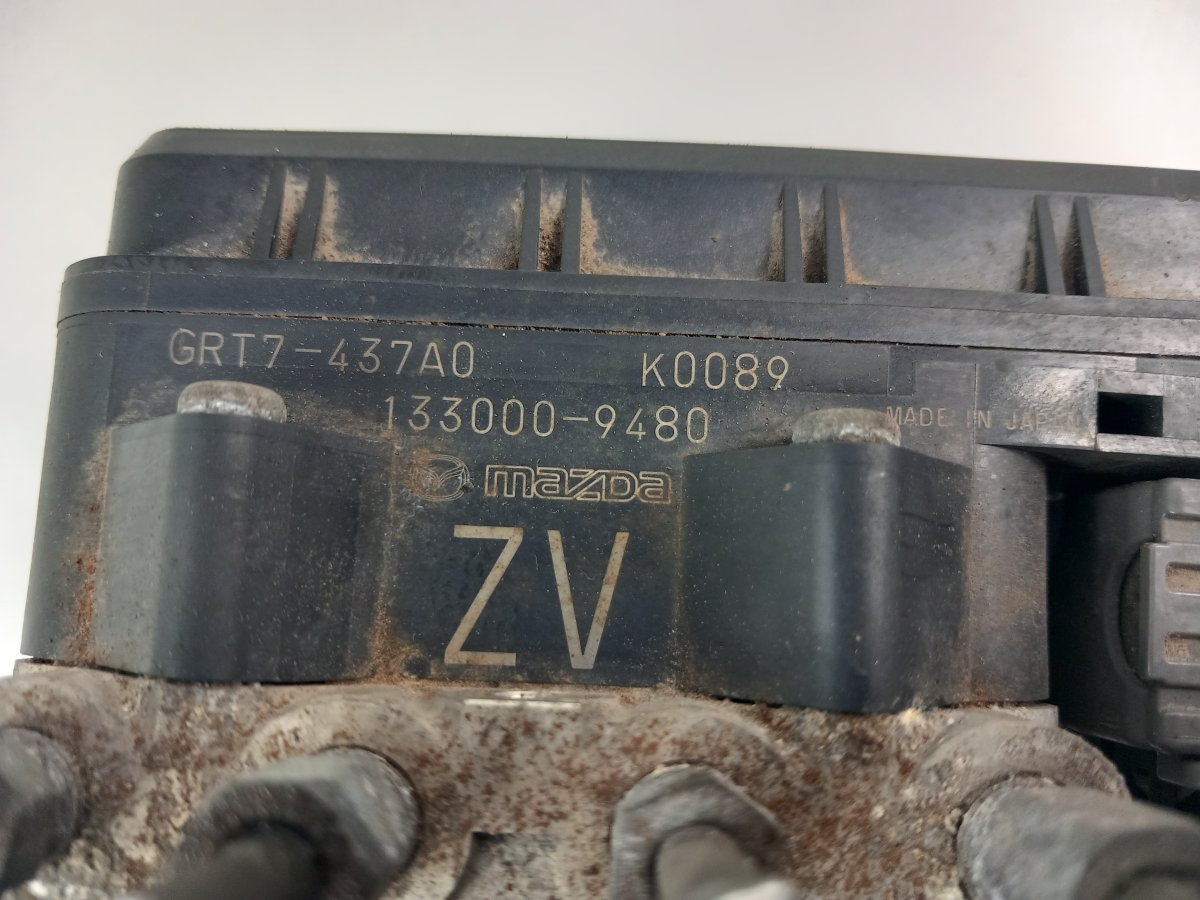 GRT7-437A0 K0089
133000-9480 MADE IN JAPAN
mazda
ZV